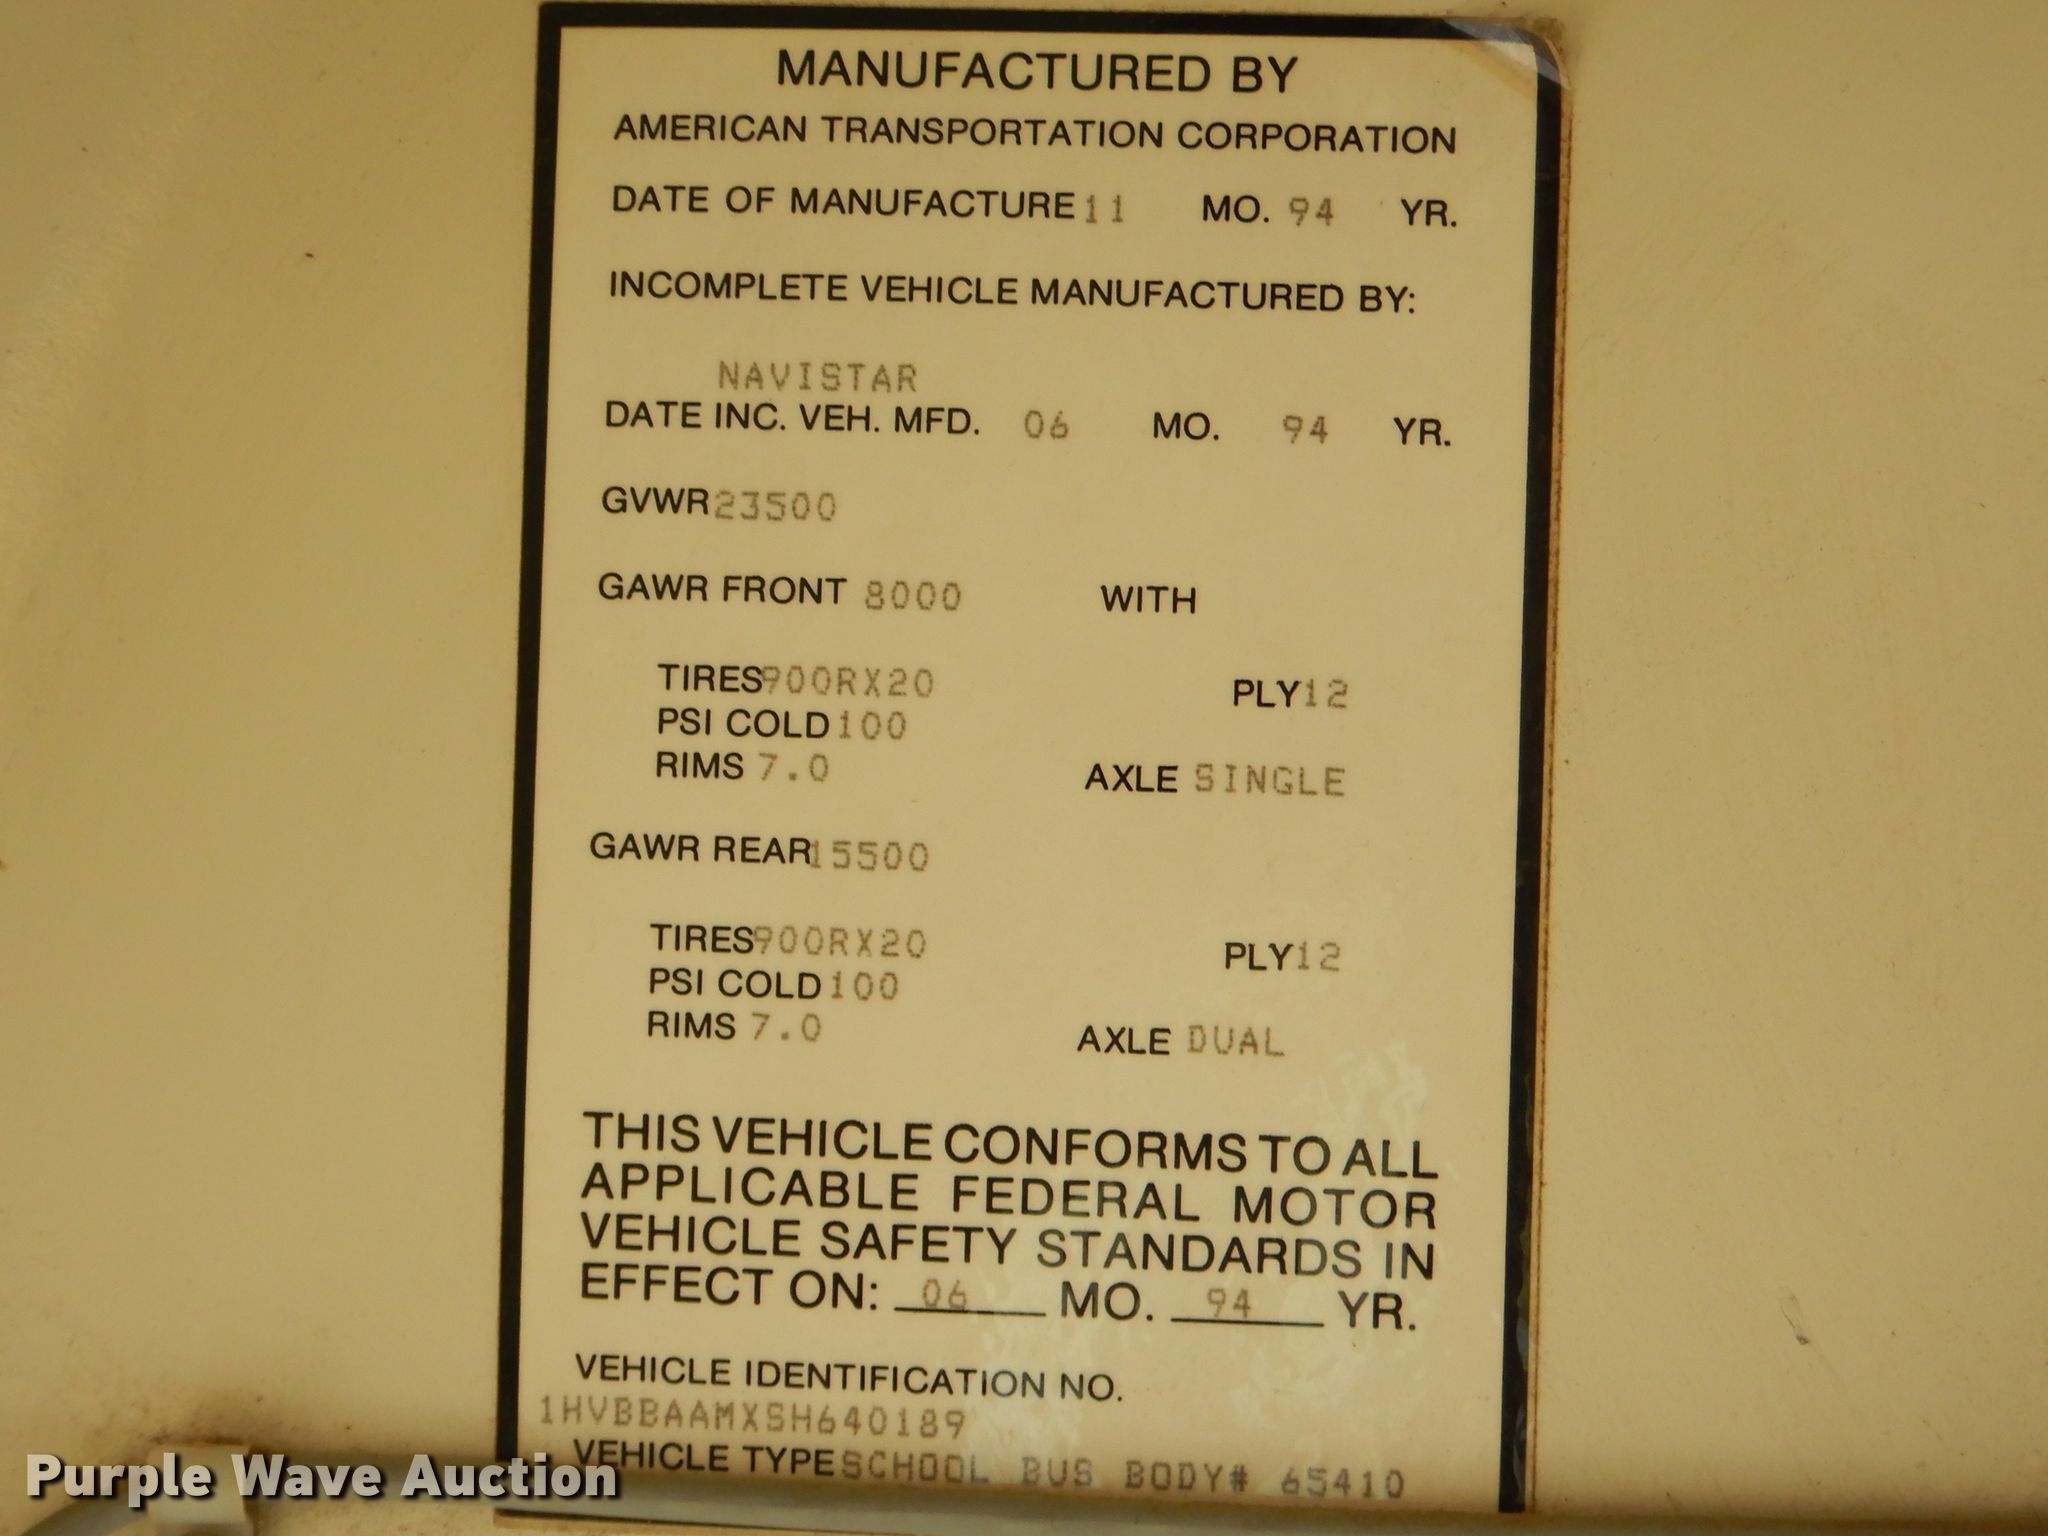 MANUFACTURED BY
AMERICAN TRANSPORTATION CORPORATION
DATE OF MANUFACTURE 11 MO. 94 YR.
INCOMPLETE VEHICLE MANUFACTURED BY:
NAVISTAR
DATE INC. VEH. MFD. 06 MO. 94 YR.
GVWR 23500
GAWR FRONT 8000 WITH
TIRES 900RX20 PLY 12
PSI COLD 100
RIMS 7.0 AXLE SINGLE
GAWR REAR 15500
TIRES 900RX20 PLY 12
PSI COLD 100
RIMS 7.0 AXLE DUAL
THIS VEHICLE CONFORMS TO ALL
APPLICABLE FEDERAL MOTOR
VEHICLE SAFETY STANDARDS IN
EFFECT ON: 06 MO. 94 YR.
VEHICLE IDENTIFICATION NO.
1HVBBAAMXSH640189
VEHICLE TYPE SCHOOL BUS BODY# 65410
Purple Wave Auction